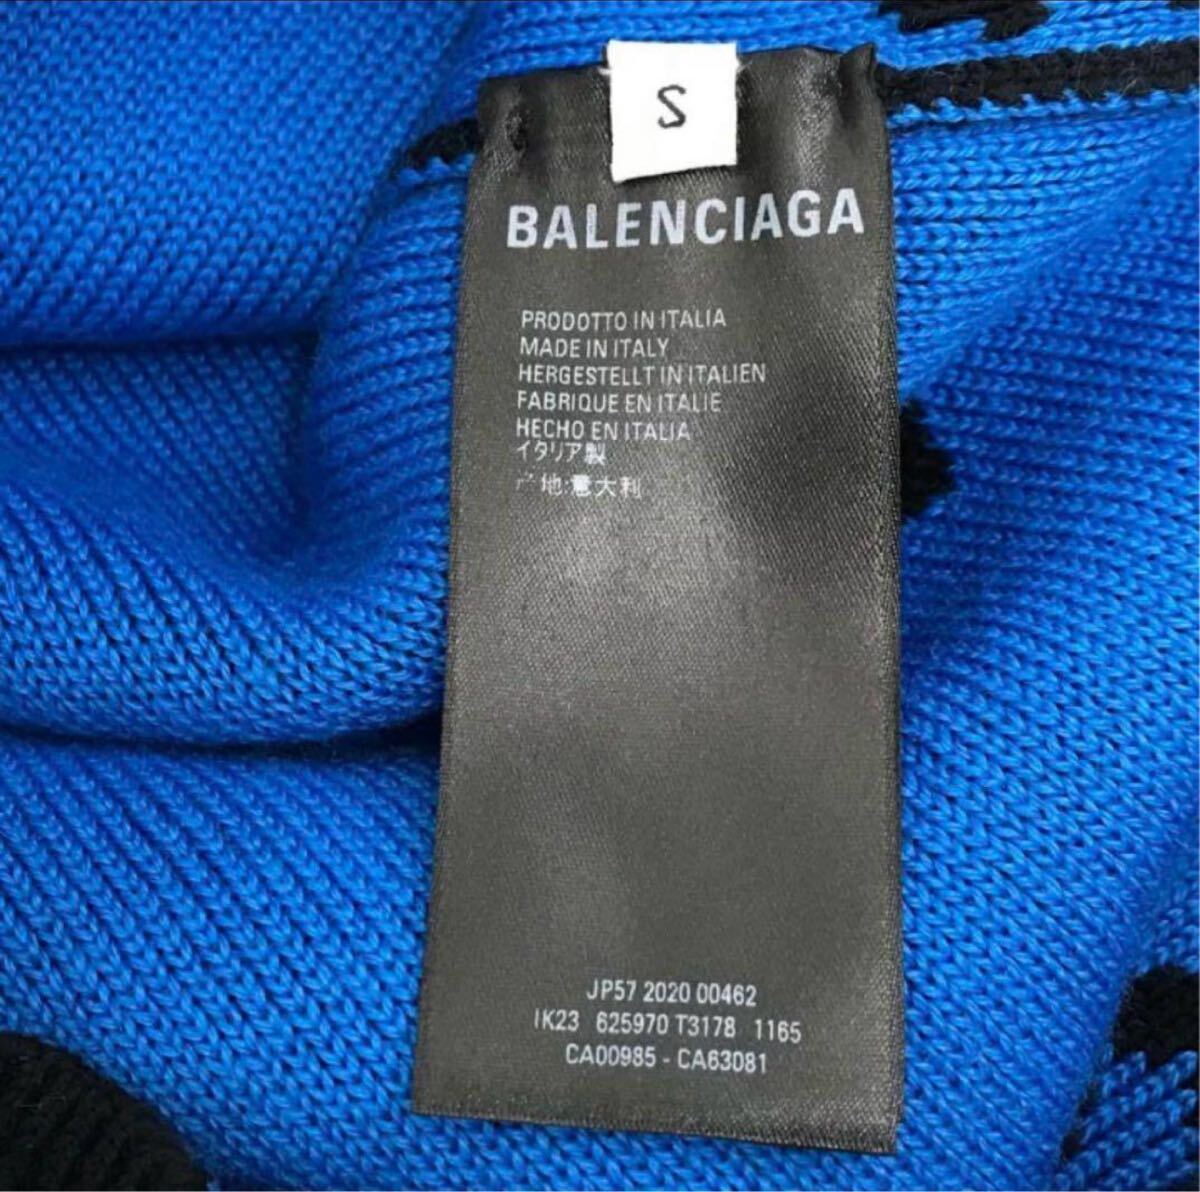 S
BALENCIAGA
PRODOTTO IN ITALIA
MADE IN ITALY
HERGESTELLT IN ITALIEN
FABRIQUE EN ITALIE
HECHO EN ITALIA
イタリア製
产地:意大利
JP57 2020 00462
IK23 625970 T3178 1165
CA00985 - CA63081